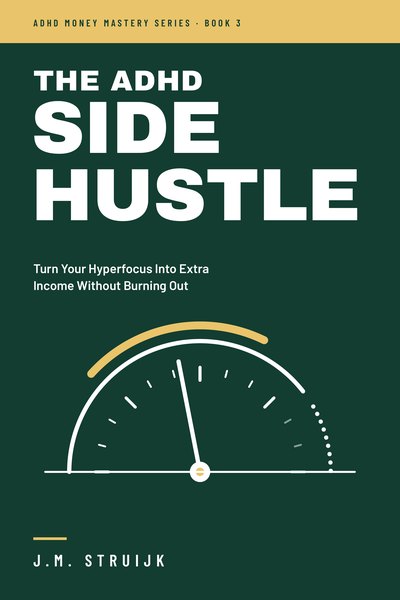 ADHD MONEY MASTERY SERIES · BOOK 3
THE ADHD
SIDE
HUSTLE
Turn Your Hyperfocus Into Extra
Income Without Burning Out
J.M. STRUIJK